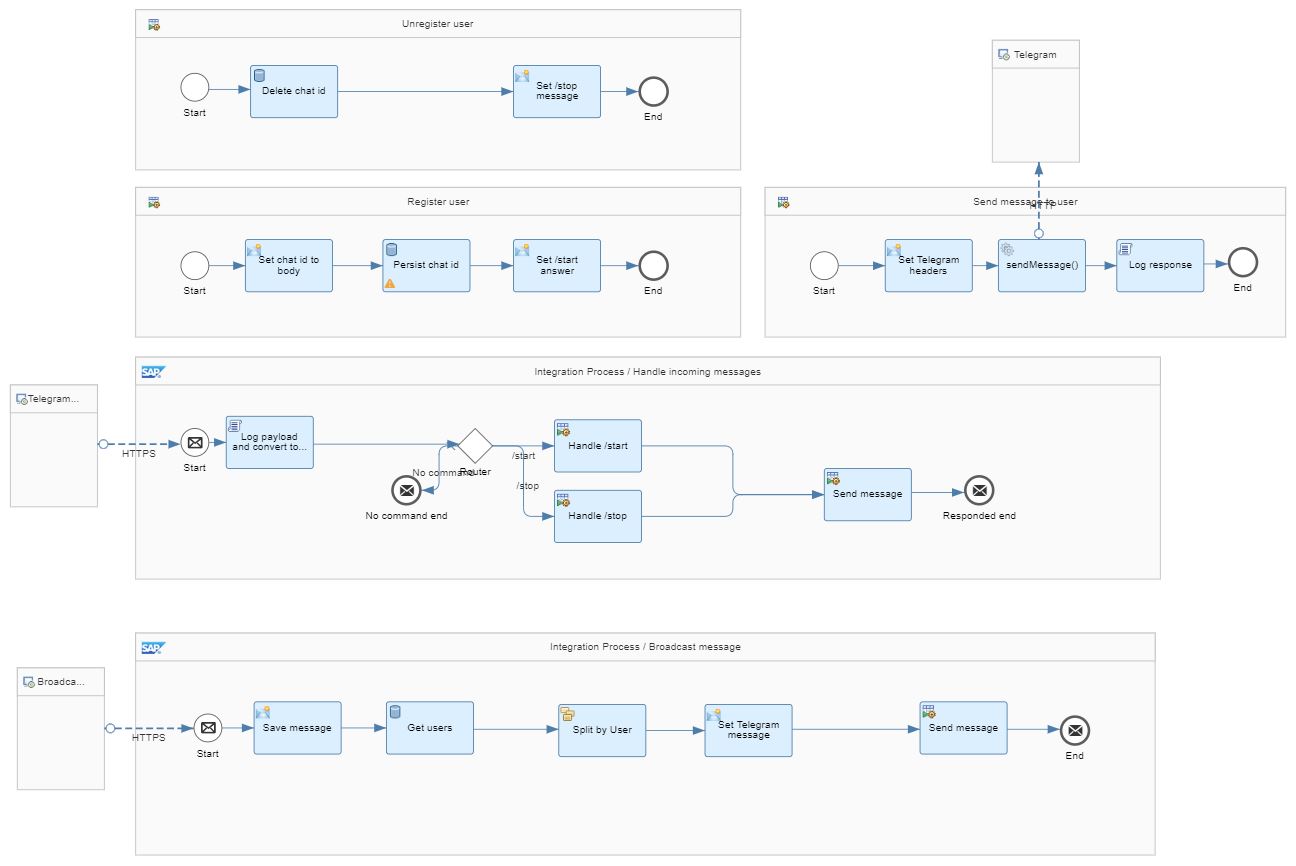 Unregister user
Start
Delete chat id
Set /stop
message
End
Telegram
Register user
Start
Set chat id to
body
Persist chat id
Set /start
answer
End
HTTP
Send message to user
Start
Set Telegram
headers
sendMessage()
Log response
End
SAP
Integration Process / Handle incoming messages
Telegram...
HTTPS
Start
Log payload
and convert to...
No command
Router
No command end
/start
/stop
Handle /start
Handle /stop
Send message
Responded end
SAP
Integration Process / Broadcast message
Broadca...
HTTPS
Start
Save message
Get users
Split by User
Set Telegram
message
Send message
End